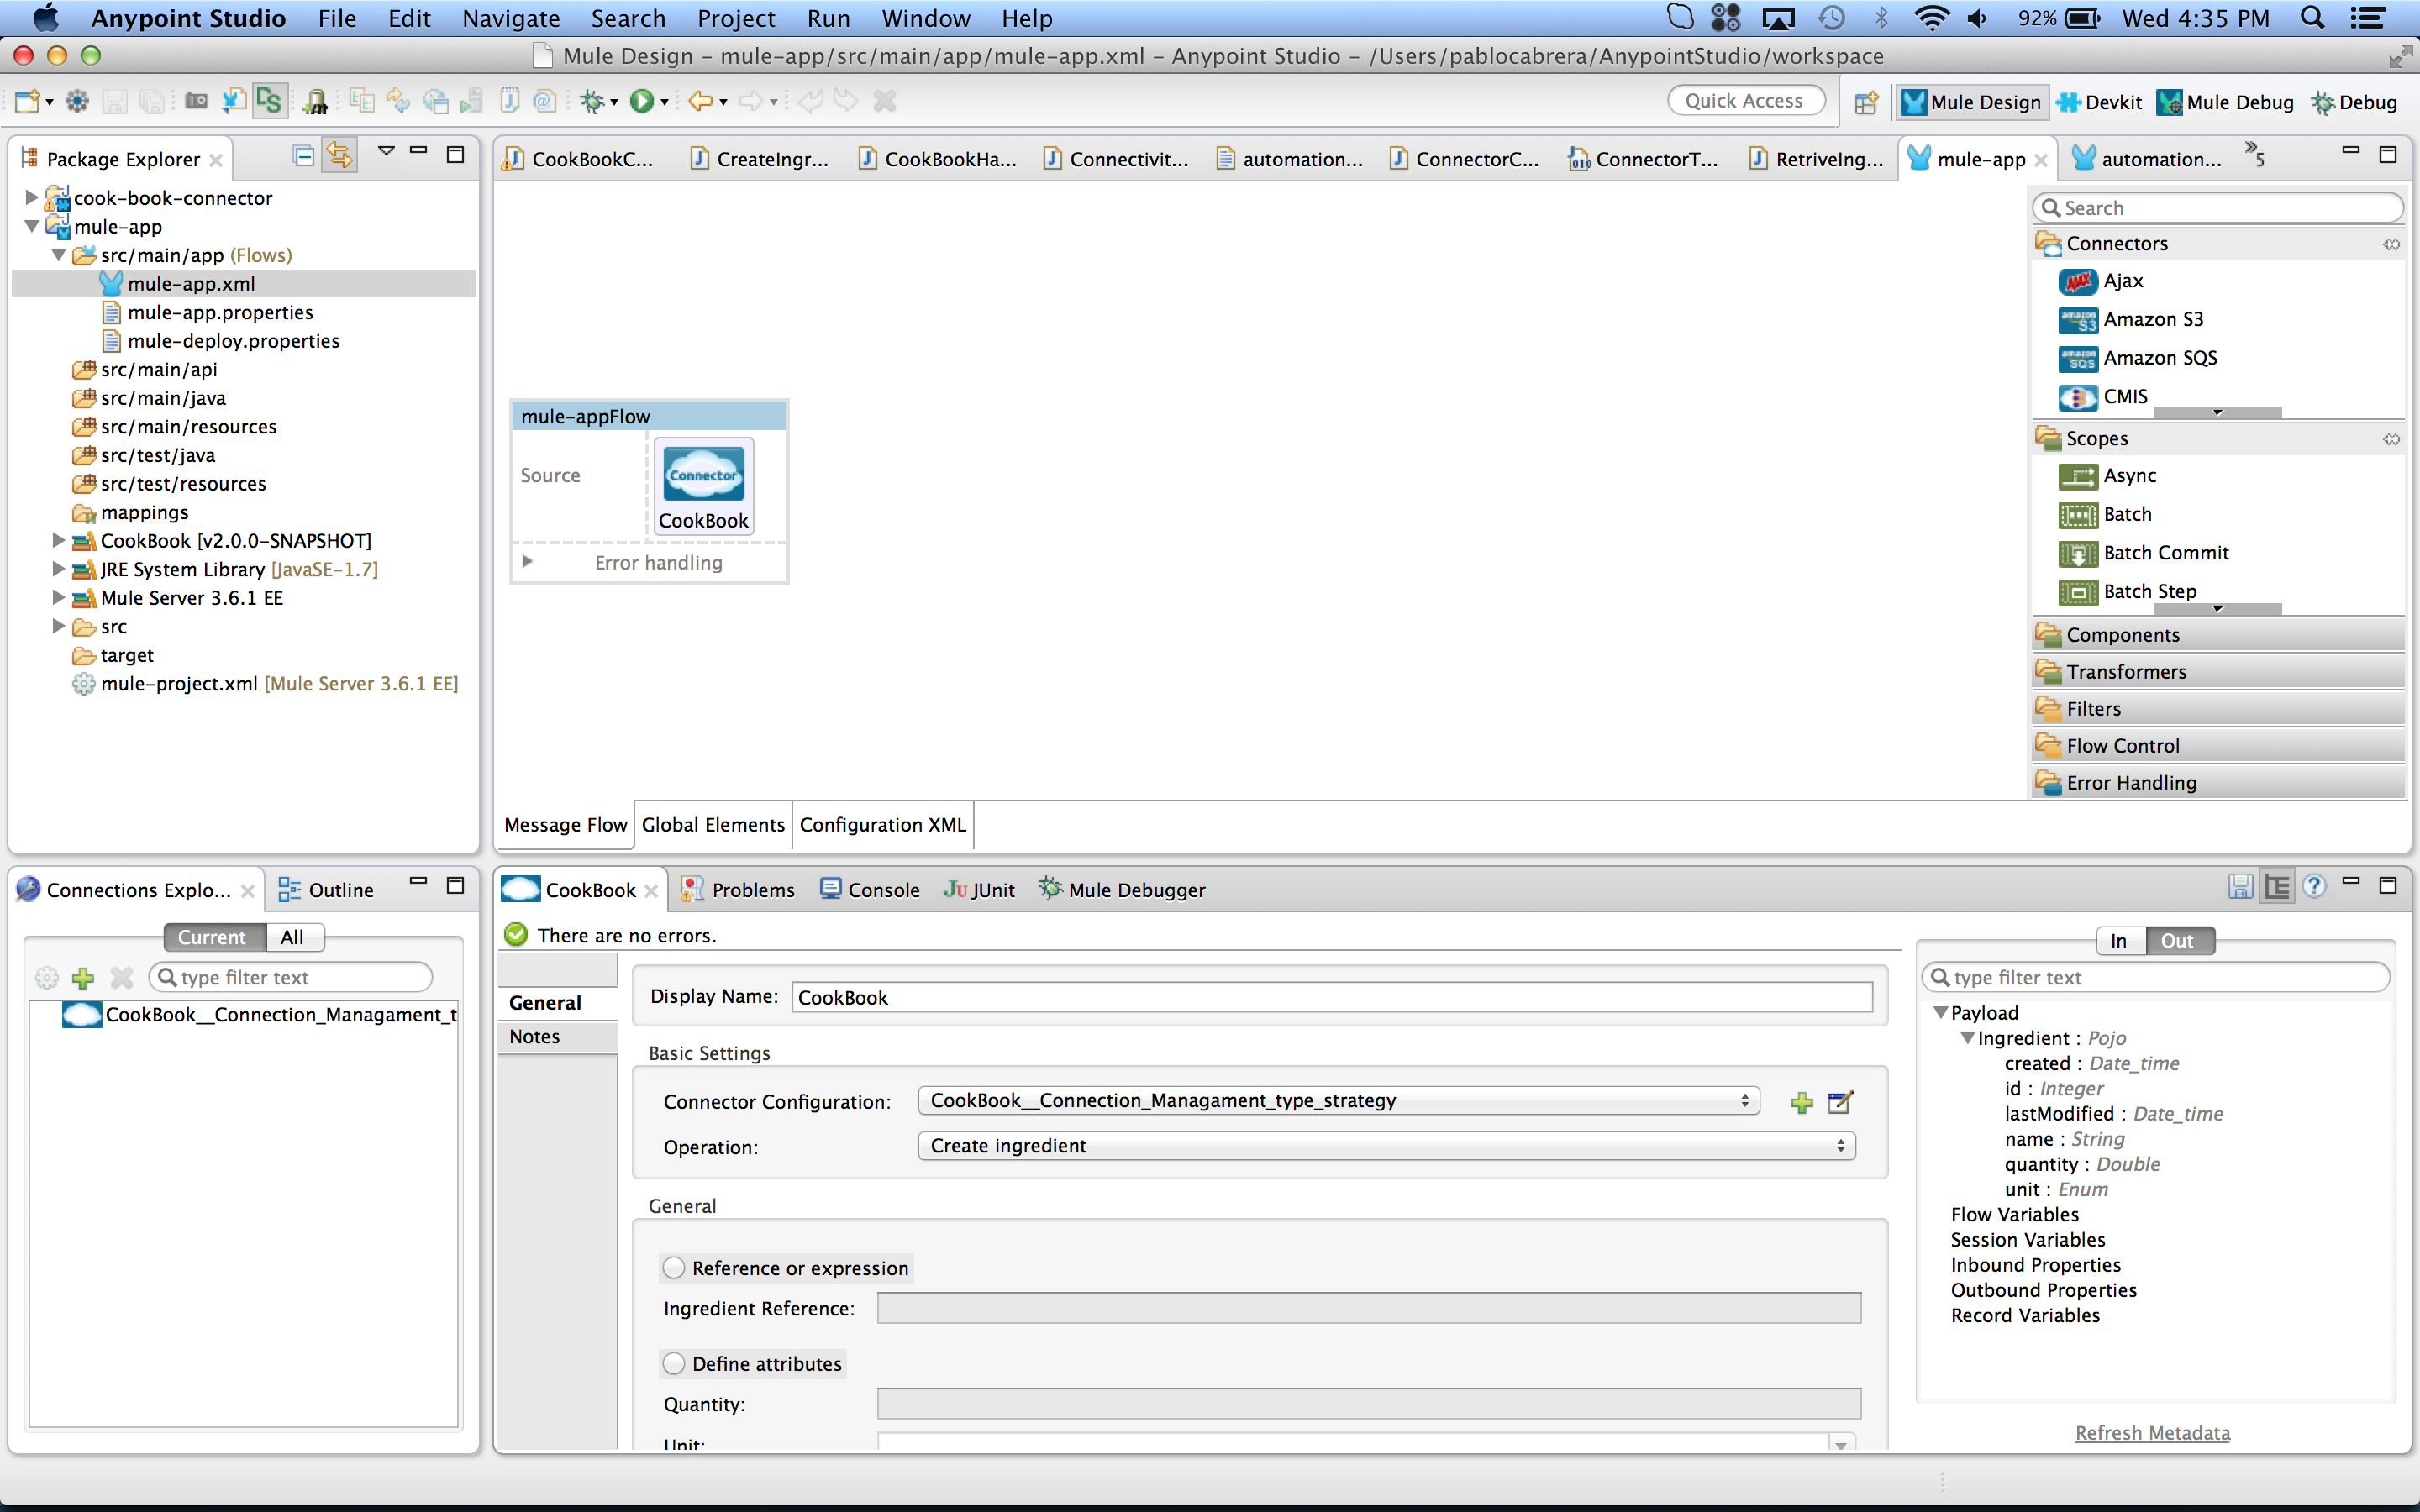 Anypoint Studio File Edit Navigate Search Project Run Window Help 92% Wed 4:35 PM
Mule Design – mule-app/src/main/app/mule-app.xml – Anypoint Studio – /Users/pablocabrera/AnypointStudio/workspace
Quick Access Mule Design Devkit Mule Debug Debug
Package Explorer
cook-book-connector
mule-app
src/main/app (Flows)
mule-app.xml
mule-app.properties
mule-deploy.properties
src/main/api
src/main/java
src/main/resources
src/test/java
src/test/resources
mappings
CookBook [v2.0.0-SNAPSHOT]
JRE System Library [JavaSE-1.7]
Mule Server 3.6.1 EE
src
target
mule-project.xml [Mule Server 3.6.1 EE]
CookBookC... CreateIngr... CookBookHa... Connectivit... automation... ConnectorC... ConnectorT... RetriveIng... mule-app automation... »5
mule-appFlow
Source
Connector
CookBook
Error handling
Search
Connectors
Ajax
Amazon S3
Amazon SQS
CMIS
Scopes
Async
Batch
Batch Commit
Batch Step
Components
Transformers
Filters
Flow Control
Error Handling
Message Flow Global Elements Configuration XML
Connections Explo... Outline
Current All
type filter text
CookBook__Connection_Managament_t
CookBook Problems Console JUnit Mule Debugger
There are no errors.
General
Notes
Display Name: CookBook
Basic Settings
Connector Configuration: CookBook__Connection_Managament_type_strategy
Operation: Create ingredient
General
Reference or expression
Ingredient Reference:
Define attributes
Quantity:
Unit:
In Out
type filter text
Payload
Ingredient : Pojo
created : Date_time
id : Integer
lastModified : Date_time
name : String
quantity : Double
unit : Enum
Flow Variables
Session Variables
Inbound Properties
Outbound Properties
Record Variables
Refresh Metadata